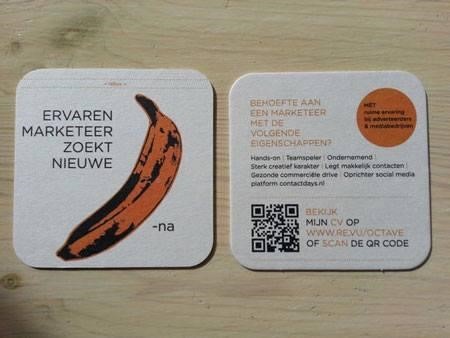 ERVAREN
MARKETEER
ZOEKT
NIEUWE
-na
BEHOEFTE AAN
EEN MARKETEER
MET DE
VOLGENDE
EIGENSCHAPPEN?
MÉT
ruime ervaring
bij adverteerders
& mediabedrijven
Hands-on | Teamspeler | Ondernemend |
Sterk creatief karakter | Legt makkelijk contacten |
Gezonde commerciële drive | Oprichter social media
platform contactdays.nl
BEKIJK
MIJN CV OP
WWW.RE.VU/OCTAVE
OF SCAN DE QR CODE